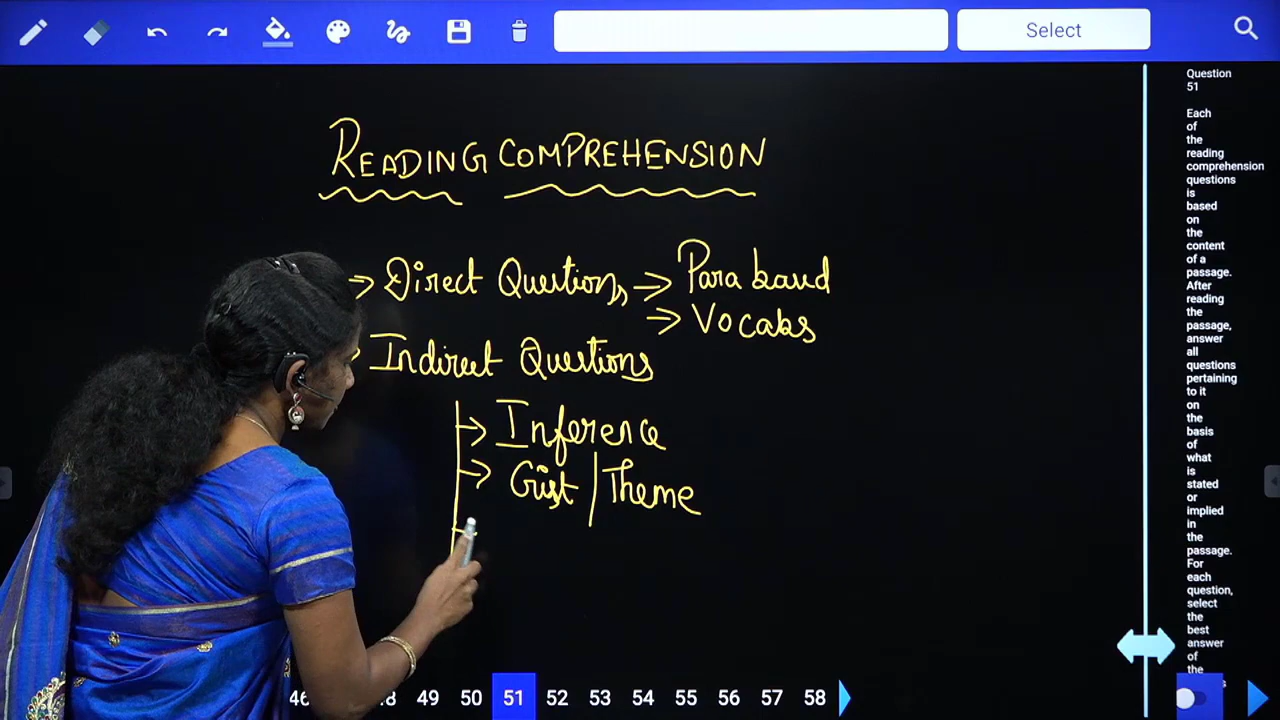 Select
READING COMPREHENSION
→ Direct Questions, → Para based
→ Vocabs
Indirect Questions
→ Inference
→ Gist | Theme
Question
51
Each
of
the
reading
comprehension
questions
is
based
on
the
content
of a
passage.
After
reading
the
passage,
answer
all
questions
pertaining
to it
on
the
basis
of
what
is
stated
or
implied
in
the
passage.
For
each
question,
select
the
best
answer
of
the
49 50 51 52 53 54 55 56 57 58